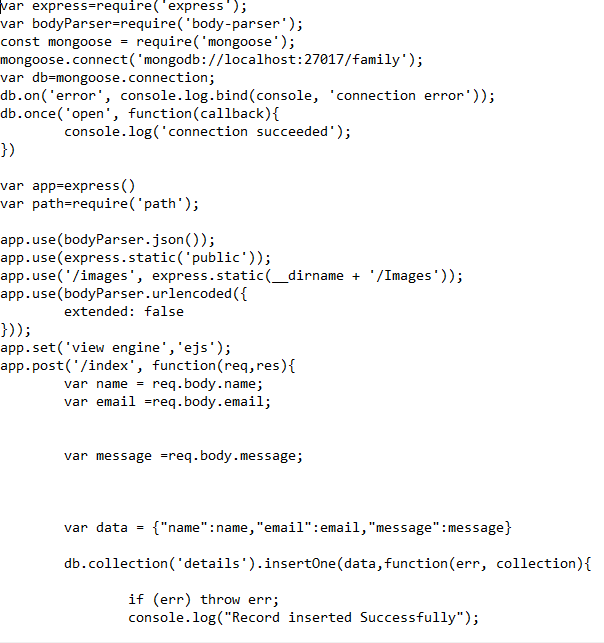 var express=require('express');
var bodyParser=require('body-parser');
const mongoose = require('mongoose');
mongoose.connect('mongodb://localhost:27017/family');
var db=mongoose.connection;
db.on('error', console.log.bind(console, 'connection error'));
db.once('open', function(callback){
        console.log('connection succeeded');
})

var app=express()
var path=require('path');

app.use(bodyParser.json());
app.use(express.static('public'));
app.use('/images', express.static(__dirname + '/Images'));
app.use(bodyParser.urlencoded({
        extended: false
}));
app.set('view engine','ejs');
app.post('/index', function(req,res){
        var name = req.body.name;
        var email =req.body.email;


        var message =req.body.message;



        var data = {"name":name,"email":email,"message":message}

        db.collection('details').insertOne(data,function(err, collection){

                if (err) throw err;
                console.log("Record inserted Successfully");